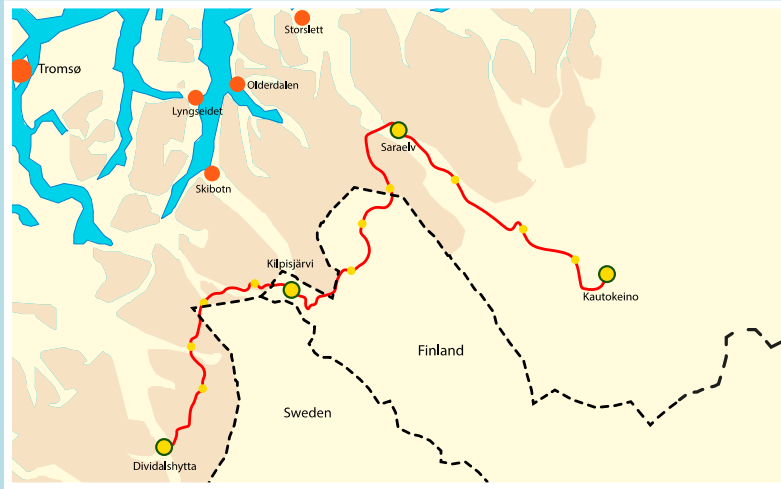 Storslett
Tromsø
Olderdalen
Lyngseidet
Saraelv
Skibotn
Kilpisjärvi
Kautokeino
Finland
Sweden
Dividalshytta